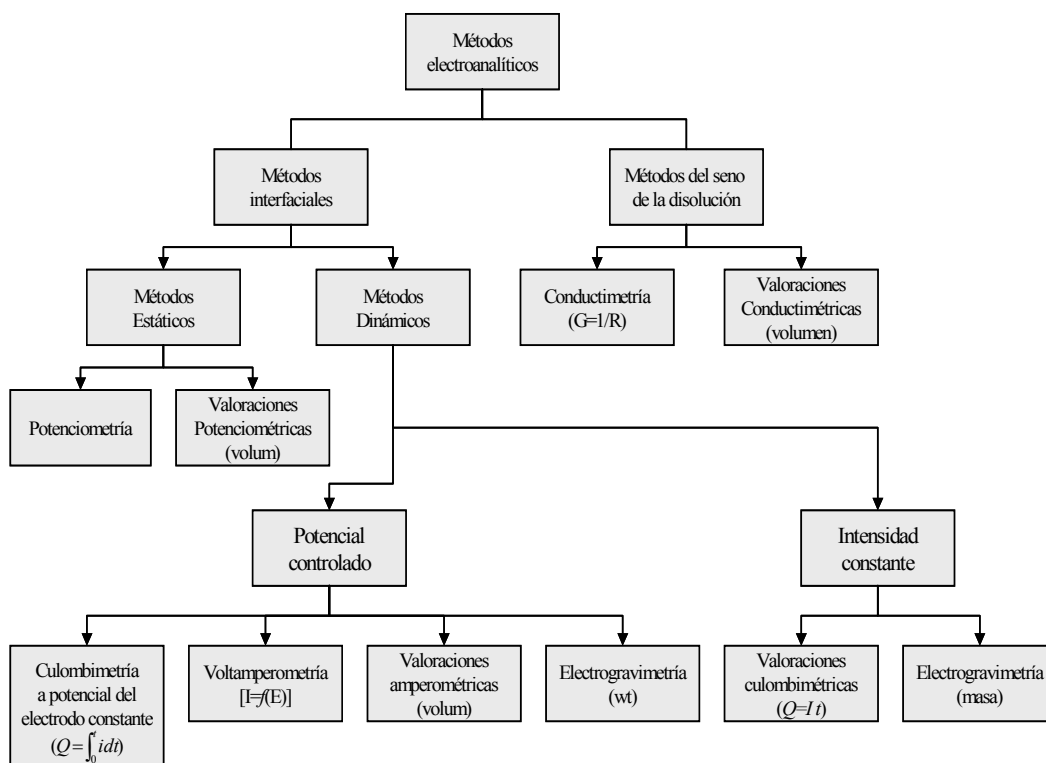 Métodos
electroanalíticos
Métodos
interfaciales
Métodos del seno
de la disolución
Métodos
Estáticos
Métodos
Dinámicos
Conductimetría
(G=1/R)
Valoraciones
Conductimétricas
(volumen)
Potenciometría
Valoraciones
Potenciométricas
(volum)
Potencial
controlado
Intensidad
constante
Culombimetría
a potencial del
electrodo constante
(Q=∫₀ᵗ idt)
Voltamperometría
[I=f(E)]
Valoraciones
amperométricas
(volum)
Electrogravimetría
(wt)
Valoraciones
culombimétricas
(Q=I t)
Electrogravimetría
(masa)